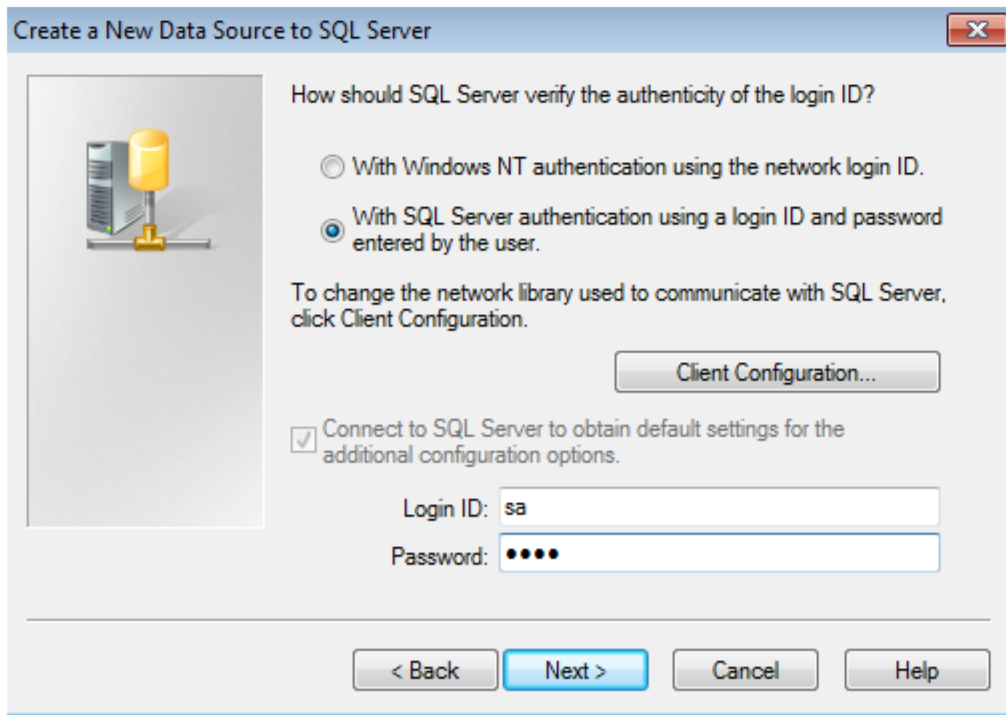 Create a New Data Source to SQL Server
How should SQL Server verify the authenticity of the login ID?
With Windows NT authentication using the network login ID.
With SQL Server authentication using a login ID and password
entered by the user.
To change the network library used to communicate with SQL Server,
click Client Configuration.
Client Configuration...
Connect to SQL Server to obtain default settings for the
additional configuration options.
Login ID: sa
Password: ●●●●
< Back Next > Cancel Help